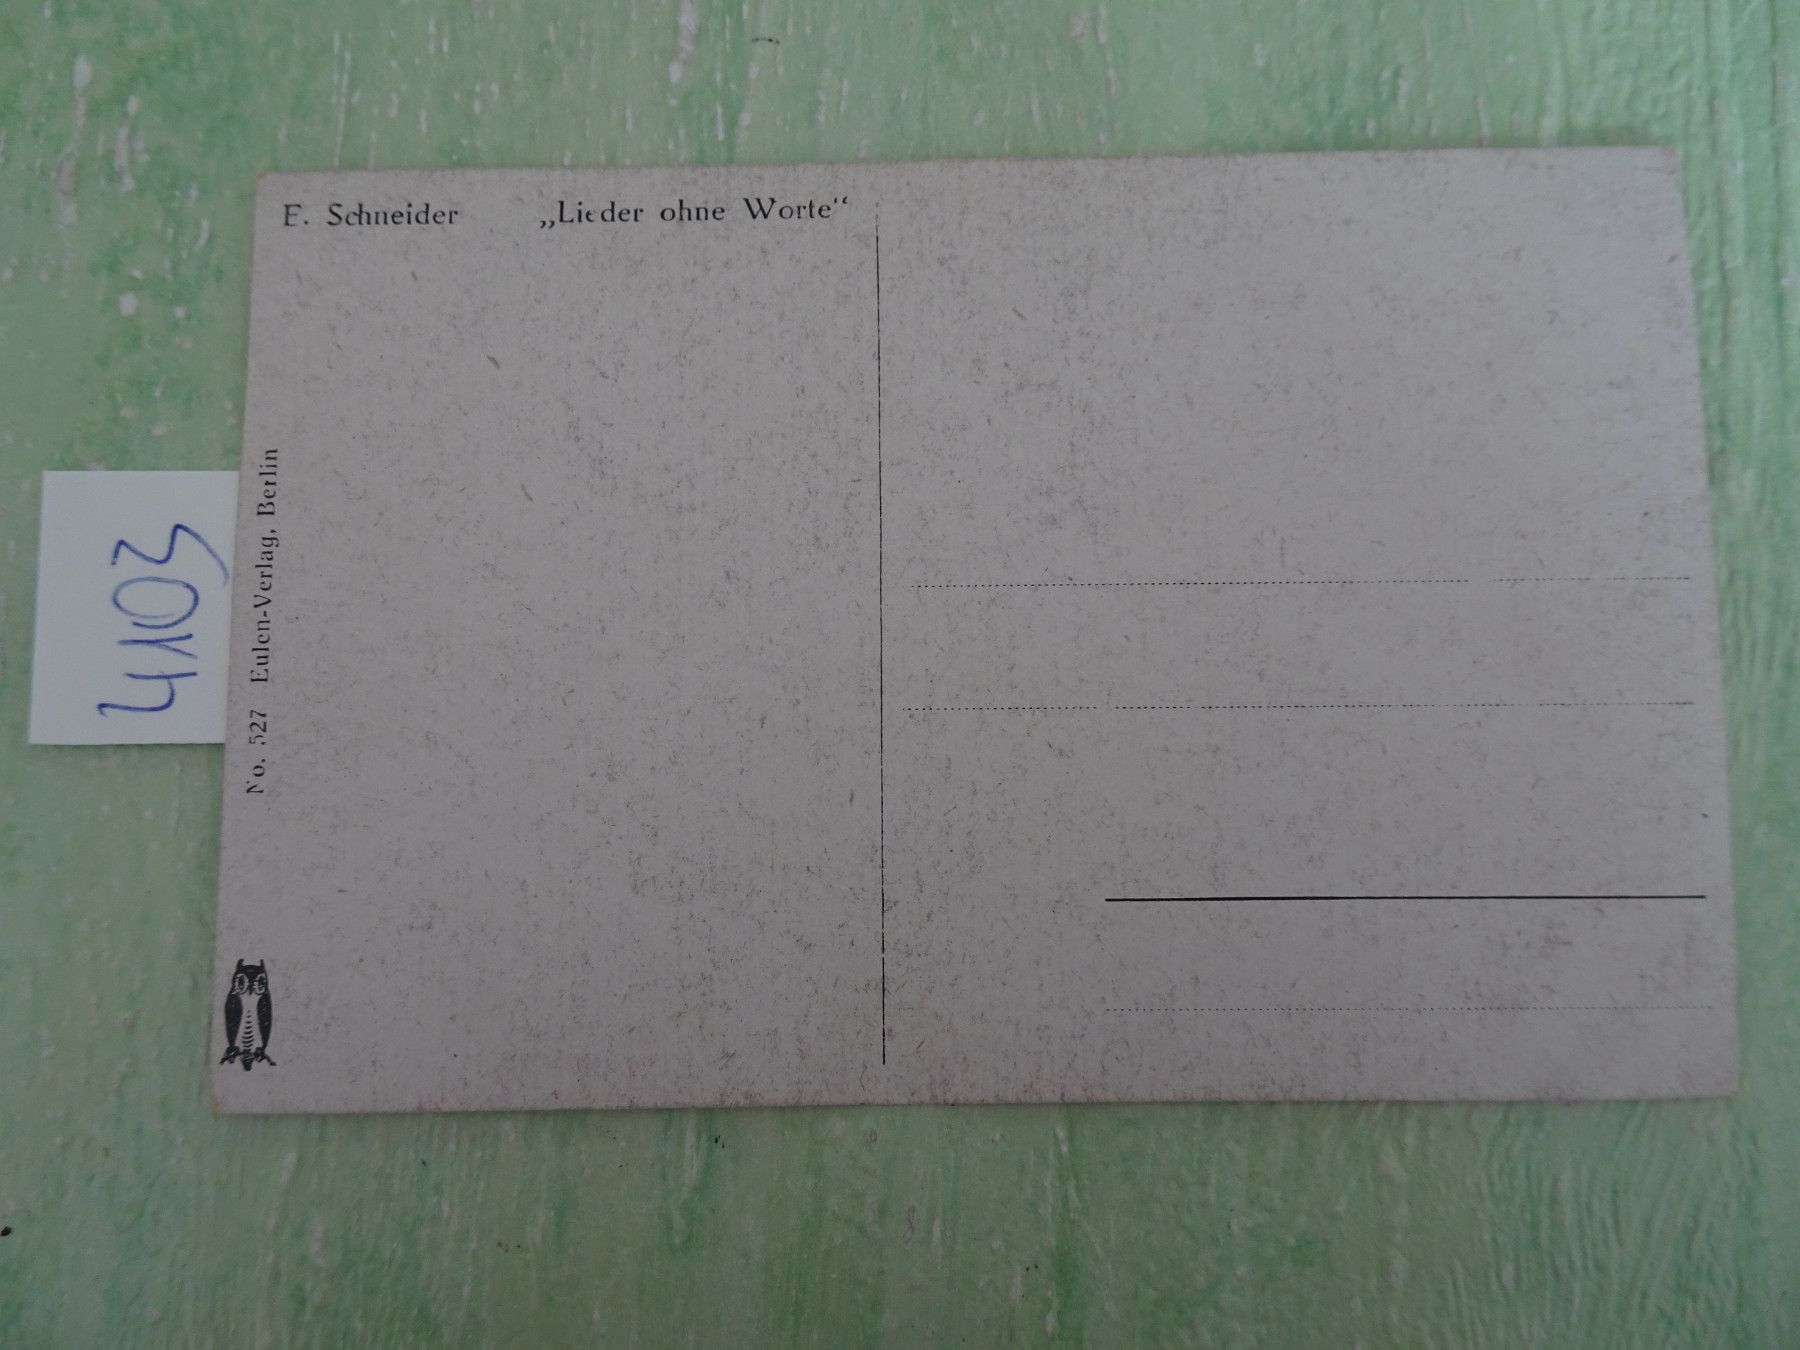 E. Schneider „Lieder ohne Worte“
No. 527 Eulen-Verlag, Berlin
4103